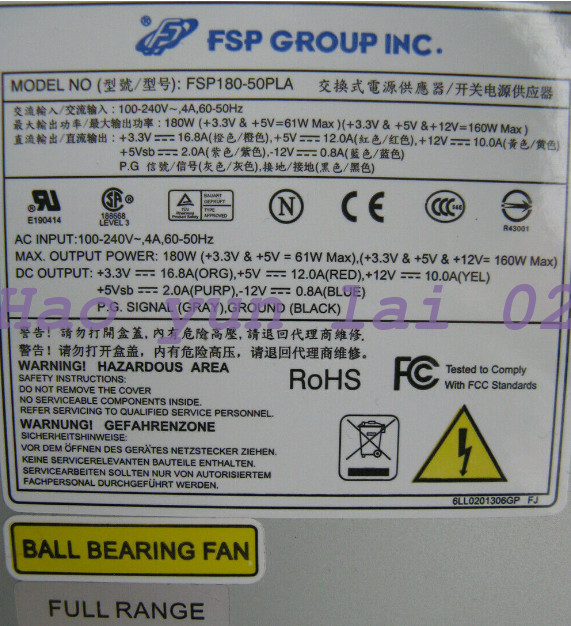 FSP GROUP INC.
MODEL NO (型號/型号): FSP180-50PLA 交換式電源供應器/开关电源供应器
交流輸入/交流输入: 100-240V~,4A,60-50Hz
最大輸出功率/最大输出功率: 180W (+3.3V & +5V=61W Max )(+3.3V & +5V &+12V=160W Max )
直流輸出/直流输出: +3.3V ⎓ 16.8A(橙色/橙色),+5V ⎓ 12.0A(紅色/红色),+12V ⎓ 10.0A(黃色/黄色)
+5Vsb ⎓ 2.0A(紫色/紫色),-12V ⎓ 0.8A(藍色/蓝色)
P.G 信號/信号(灰色/灰色),接地/接地(黑色/黑色)
E190414
188668
LEVEL 3
BAUART
GEPRÜFT
TYPE
APPROVED
N
CE
CCC
R43001
AC INPUT:100-240V~,4A,60-50Hz
MAX. OUTPUT POWER: 180W (+3.3V & +5V = 61W Max),(+3.3V & +5V & +12V= 160W Max)
DC OUTPUT: +3.3V ⎓ 16.8A(ORG),+5V ⎓ 12.0A(RED),+12V ⎓ 10.0A(YEL)
+5Vsb ⎓ 2.0A(PURP),-12V ⎓ 0.8A(BLUE)
P.G. SIGNAL (GRAY),GROUND (BLACK)
Hao yun lai 02
警告! 請勿打開盒蓋,內有危險高壓,請退回代理商維修.
警告! 请勿打开盒盖, 内有危险高压, 请退回代理商维修.
WARNING! HAZARDOUS AREA
SAFETY INSTRUCTIONS:
DO NOT REMOVE THE COVER
NO SERVICEABLE COMPONENTS INSIDE.
REFER SERVICING TO QUALIFIED SERVICE PERSONNEL.
RoHS
FC Tested to Comply
With FCC Standards
WARNUNG! GEFAHRENZONE
SICHERHEITSHINWEISE:
VOR DEM ÖFFNEN DES GERÄTES NETZSTECKER ZIEHEN.
KEINE SERVICERELEVANTEN BAUTEILE ENTHALTEN.
SERVICEARBEITEN SOLLTEN NUR VON AUTORISIERTEM
FACHPERSONAL DURCHGEFÜHRT WERDEN.
6LL0201306GP FJ
BALL BEARING FAN
FULL RANGE